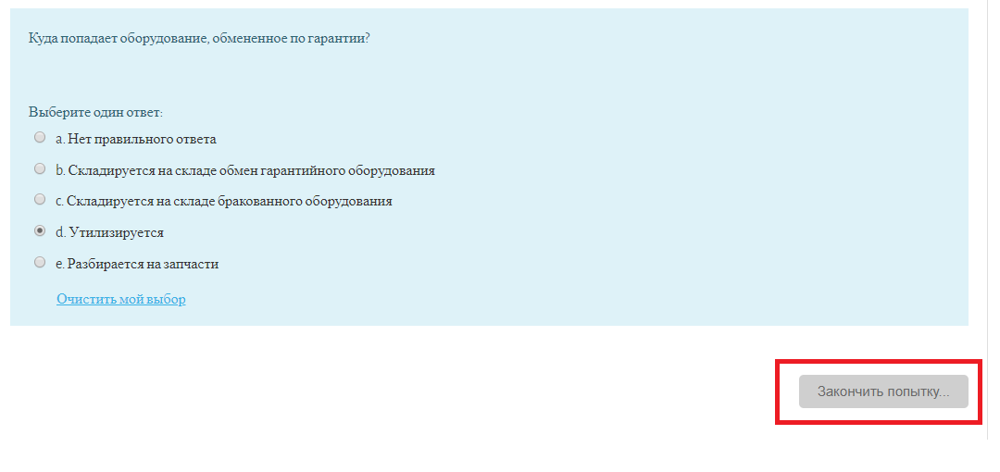 Куда попадает оборудование, обмененное по гарантии?
Выберите один ответ:
a. Нет правильного ответа
b. Складируется на складе обмен гарантийного оборудования
c. Складируется на складе бракованного оборудования
d. Утилизируется
e. Разбирается на запчасти
Очистить мой выбор
Закончить попытку...